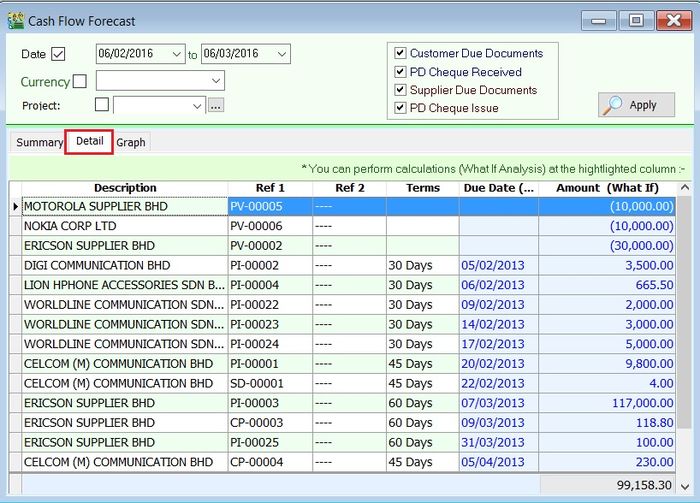 Cash Flow Forecast
Date 06/02/2016 to 06/03/2016
Currency
Project: ...
Customer Due Documents
PD Cheque Received
Supplier Due Documents
PD Cheque Issue
Apply
Summary Detail Graph
* You can perform calculations (What If Analysis) at the hightlighted column :-
Description Ref 1 Ref 2 Terms Due Date (... Amount (What If)
MOTOROLA SUPPLIER BHD PV-00005 ---- (10,000.00)
NOKIA CORP LTD PV-00006 ---- (10,000.00)
ERICSON SUPPLIER BHD PV-00002 ---- (30,000.00)
DIGI COMMUNICATION BHD PI-00002 ---- 30 Days 05/02/2013 3,500.00
LION HPHONE ACCESSORIES SDN B... PI-00004 ---- 30 Days 06/02/2013 665.50
WORLDLINE COMMUNICATION SDN... PI-00022 ---- 30 Days 09/02/2013 2,000.00
WORLDLINE COMMUNICATION SDN... PI-00023 ---- 30 Days 14/02/2013 3,000.00
WORLDLINE COMMUNICATION SDN... PI-00024 ---- 30 Days 17/02/2013 5,000.00
CELCOM (M) COMMUNICATION BHD PI-00001 ---- 45 Days 20/02/2013 9,800.00
CELCOM (M) COMMUNICATION BHD SD-00001 ---- 45 Days 22/02/2013 4.00
ERICSON SUPPLIER BHD PI-00003 ---- 60 Days 07/03/2013 117,000.00
ERICSON SUPPLIER BHD CP-00003 ---- 60 Days 09/03/2013 118.80
ERICSON SUPPLIER BHD PI-00025 ---- 60 Days 31/03/2013 100.00
CELCOM (M) COMMUNICATION BHD CP-00004 ---- 45 Days 05/04/2013 230.00
99,158.30